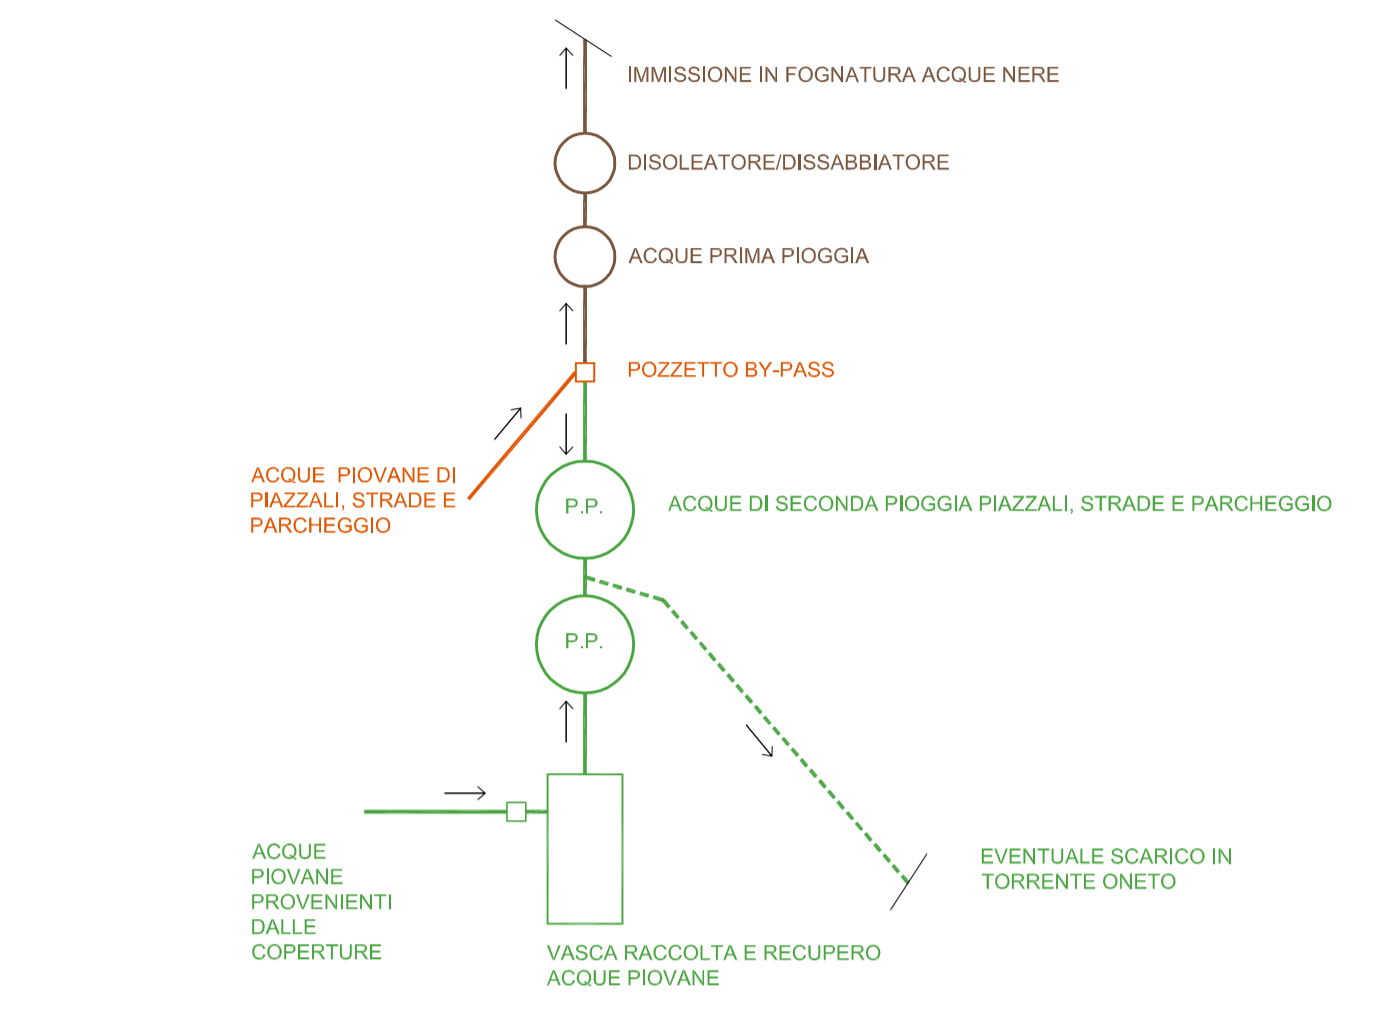 IMMISSIONE IN FOGNATURA ACQUE NERE
DISOLEATORE/DISSABBIATORE
ACQUE PRIMA PIOGGIA
POZZETTO BY-PASS
ACQUE PIOVANE DI
PIAZZALI, STRADE E
PARCHEGGIO
P.P.
ACQUE DI SECONDA PIOGGIA PIAZZALI, STRADE E PARCHEGGIO
P.P.
ACQUE
PIOVANE
PROVENIENTI
DALLE
COPERTURE
EVENTUALE SCARICO IN
TORRENTE ONETO
VASCA RACCOLTA E RECUPERO
ACQUE PIOVANE